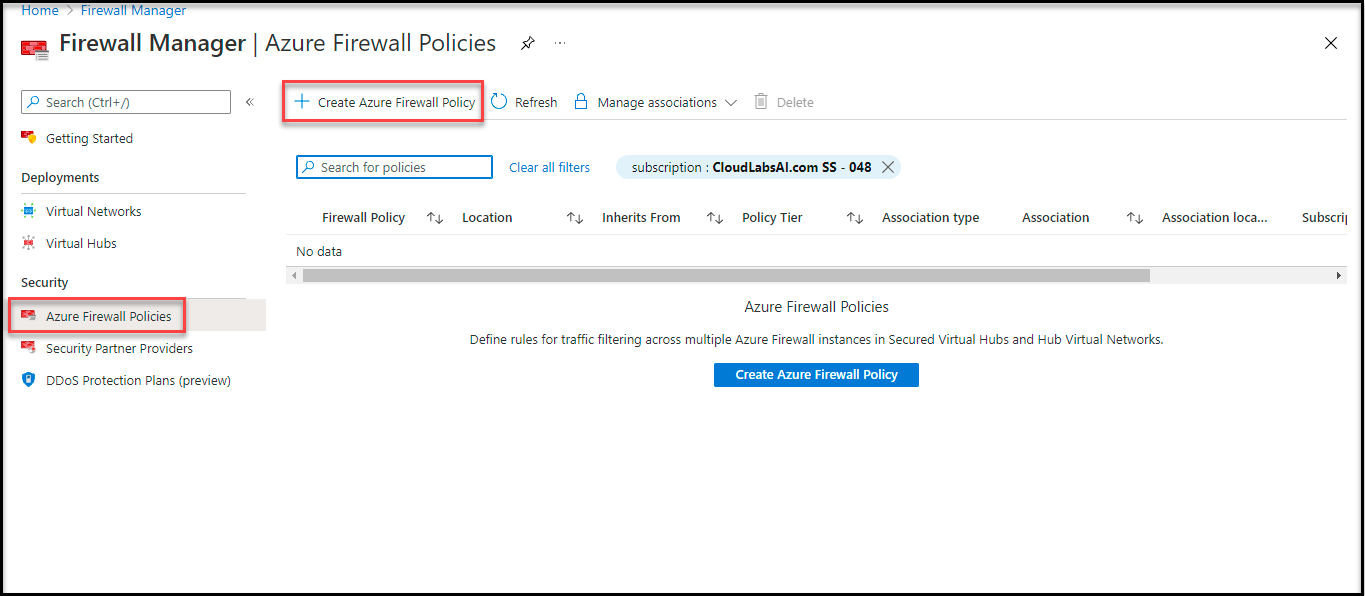 Home > Firewall Manager
Firewall Manager | Azure Firewall Policies
Search (Ctrl+/)
Getting Started
Deployments
Virtual Networks
Virtual Hubs
Security
Azure Firewall Policies
Security Partner Providers
DDoS Protection Plans (preview)
Create Azure Firewall Policy Refresh Manage associations Delete
Search for policies Clear all filters subscription : CloudLabsAI.com SS - 048
Firewall Policy Location Inherits From Policy Tier Association type Association Association loca... Subscrip
No data
Azure Firewall Policies
Define rules for traffic filtering across multiple Azure Firewall instances in Secured Virtual Hubs and Hub Virtual Networks.
Create Azure Firewall Policy